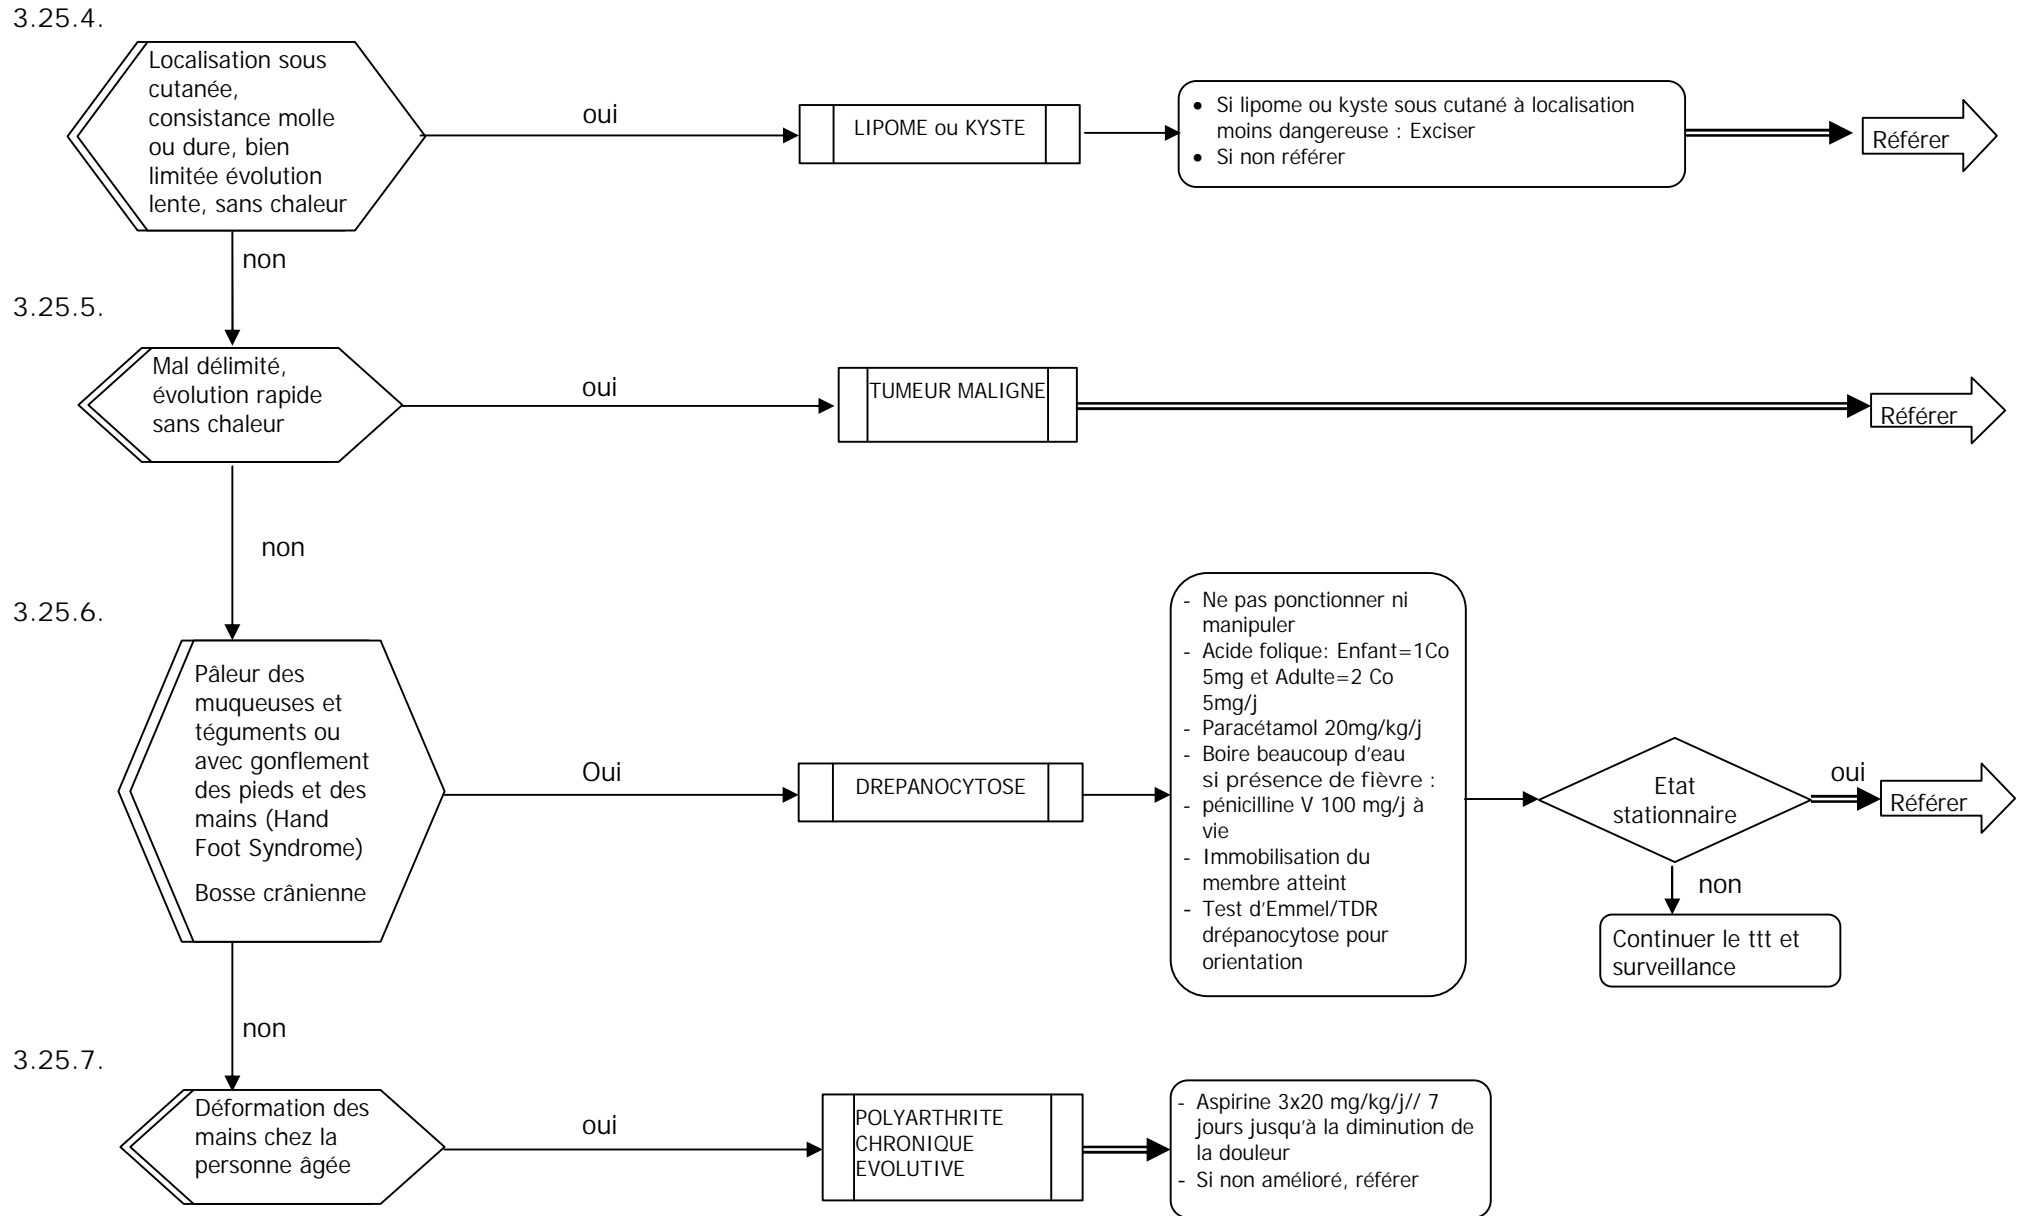 3.25.4.
Localisation sous
cutanée,
consistance molle
ou dure, bien
limitée évolution
lente, sans chaleur
oui
LIPOME ou KYSTE
• Si lipome ou kyste sous cutané à localisation
moins dangereuse : Exciser
• Si non référer
Référer
non
3.25.5.
Mal délimité,
évolution rapide
sans chaleur
oui
TUMEUR MALIGNE
Référer
non
3.25.6.
Pâleur des
muqueuses et
téguments ou
avec gonflement
des pieds et des
mains (Hand
Foot Syndrome)
Bosse crânienne
Oui
DREPANOCYTOSE
- Ne pas ponctionner ni
manipuler
- Acide folique: Enfant=1Co
5mg et Adulte=2 Co
5mg/j
- Paracétamol 20mg/kg/j
- Boire beaucoup d'eau
si présence de fièvre :
- pénicilline V 100 mg/j à
vie
- Immobilisation du
membre atteint
- Test d'Emmel/TDR
drépanocytose pour
orientation
Etat
stationnaire
oui
Référer
non
Continuer le ttt et
surveillance
non
3.25.7.
Déformation des
mains chez la
personne âgée
oui
POLYARTHRITE
CHRONIQUE
EVOLUTIVE
- Aspirine 3x20 mg/kg/j// 7
jours jusqu'à la diminution de
la douleur
- Si non amélioré, référer